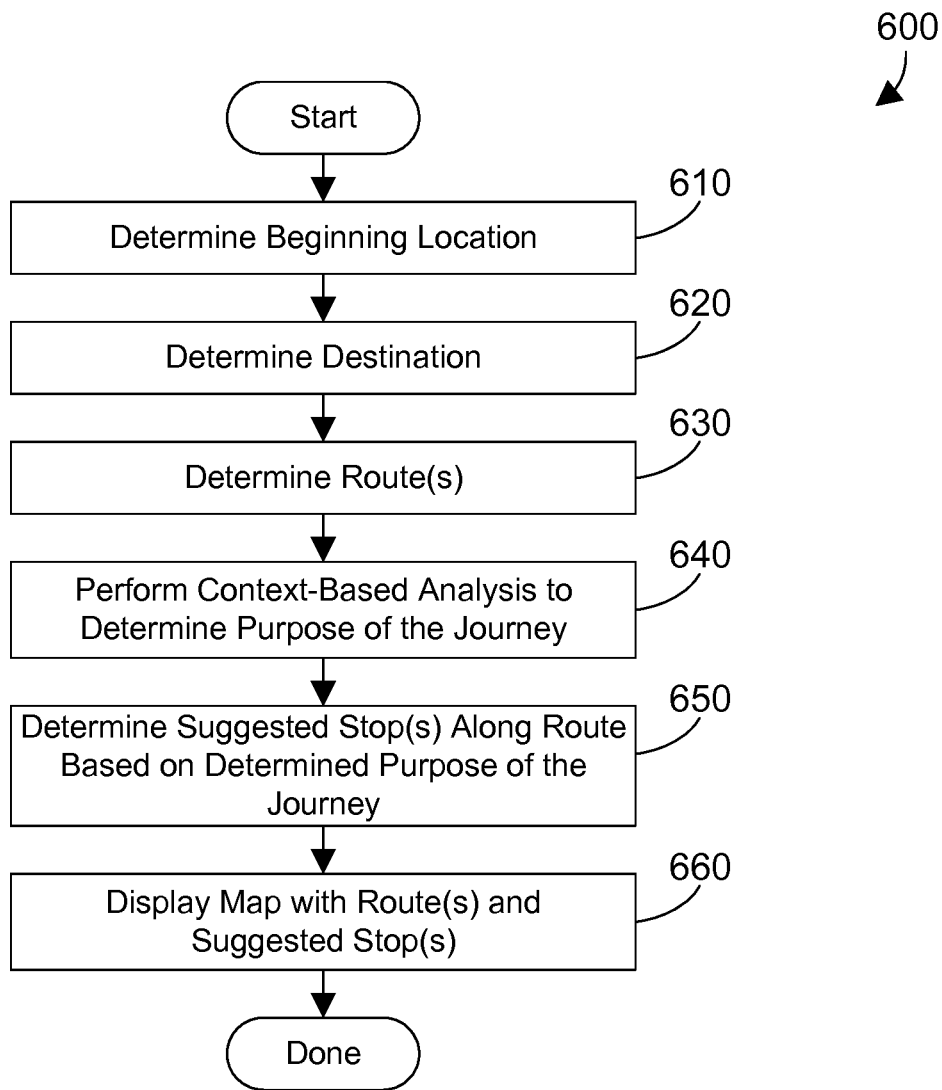 600
Start
610
Determine Beginning Location
620
Determine Destination
630
Determine Route(s)
640
Perform Context-Based Analysis to
Determine Purpose of the Journey
650
Determine Suggested Stop(s) Along Route
Based on Determined Purpose of the
Journey
660
Display Map with Route(s) and
Suggested Stop(s)
Done